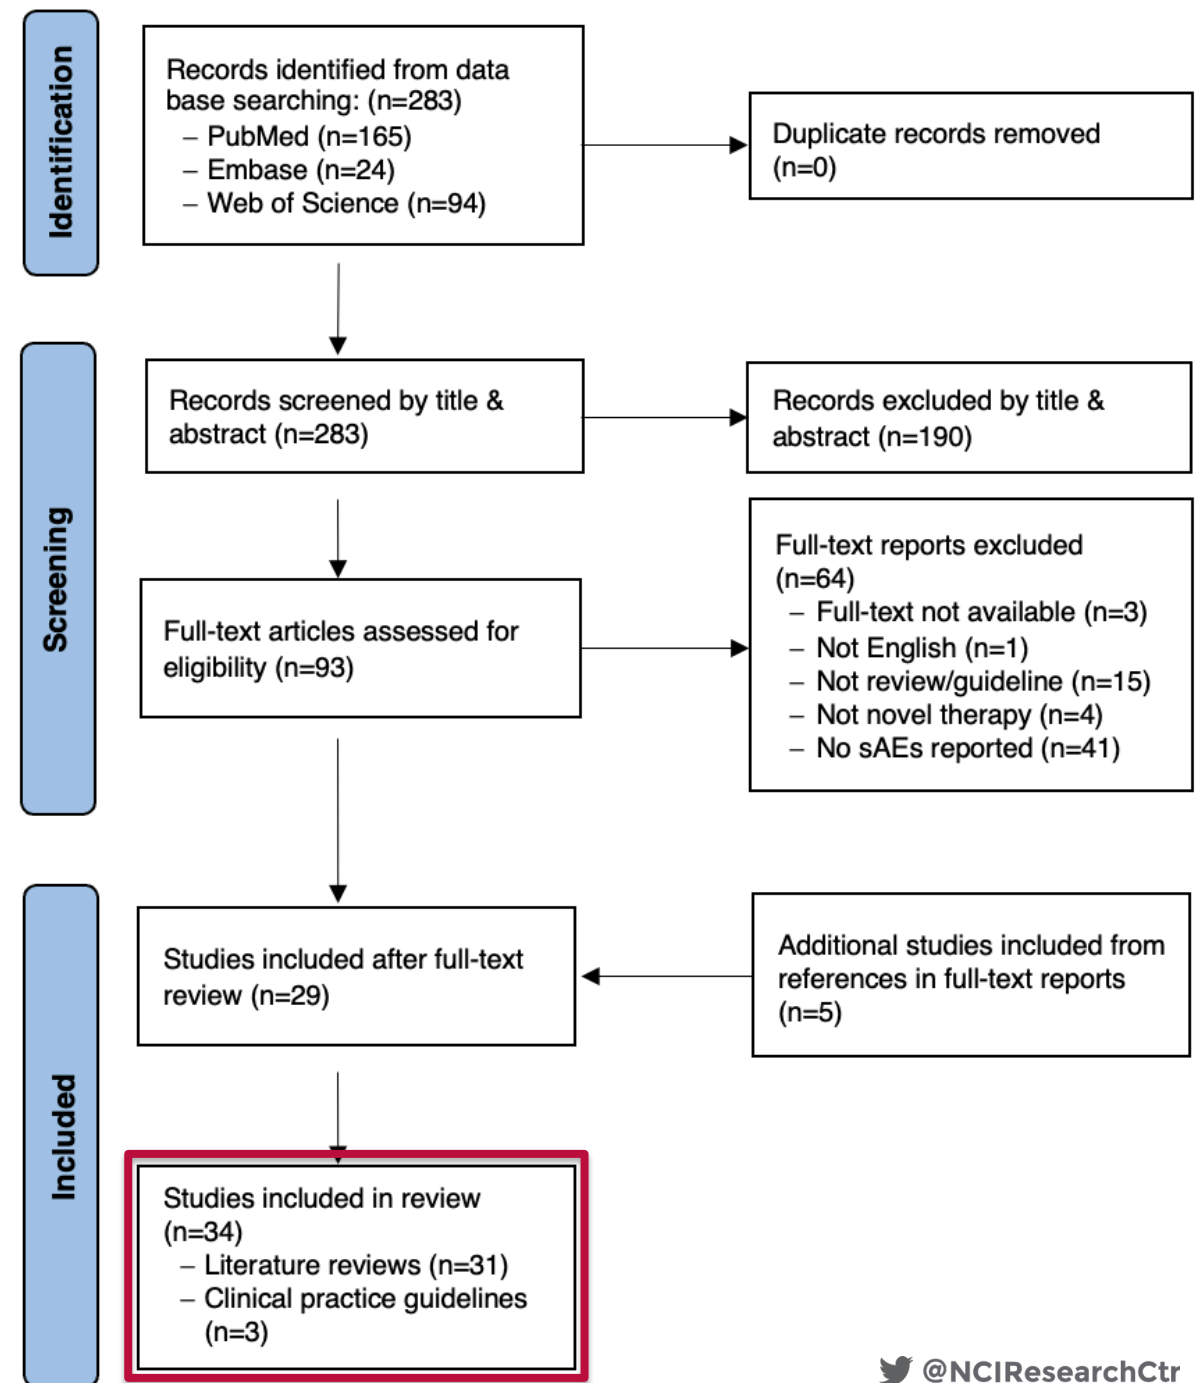 Identification
Records identified from data
base searching: (n=283)
– PubMed (n=165)
– Embase (n=24)
– Web of Science (n=94)
Duplicate records removed
(n=0)
Screening
Records screened by title &
abstract (n=283)
Records excluded by title &
abstract (n=190)
Full-text articles assessed for
eligibility (n=93)
Full-text reports excluded
(n=64)
– Full-text not available (n=3)
– Not English (n=1)
– Not review/guideline (n=15)
– Not novel therapy (n=4)
– No sAEs reported (n=41)
Included
Studies included after full-text
review (n=29)
Additional studies included from
references in full-text reports
(n=5)
Studies included in review
(n=34)
– Literature reviews (n=31)
– Clinical practice guidelines
(n=3)
@NCIResearchCtr